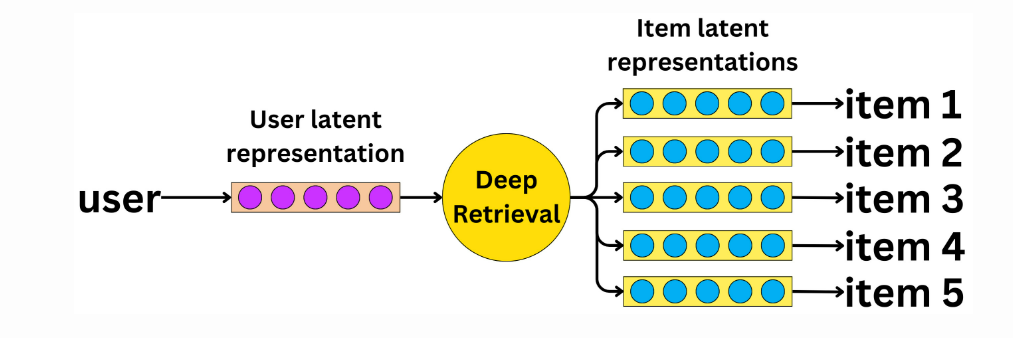 user
User latent
representation
Deep
Retrieval
Item latent
representations
item 1
item 2
item 3
item 4
item 5